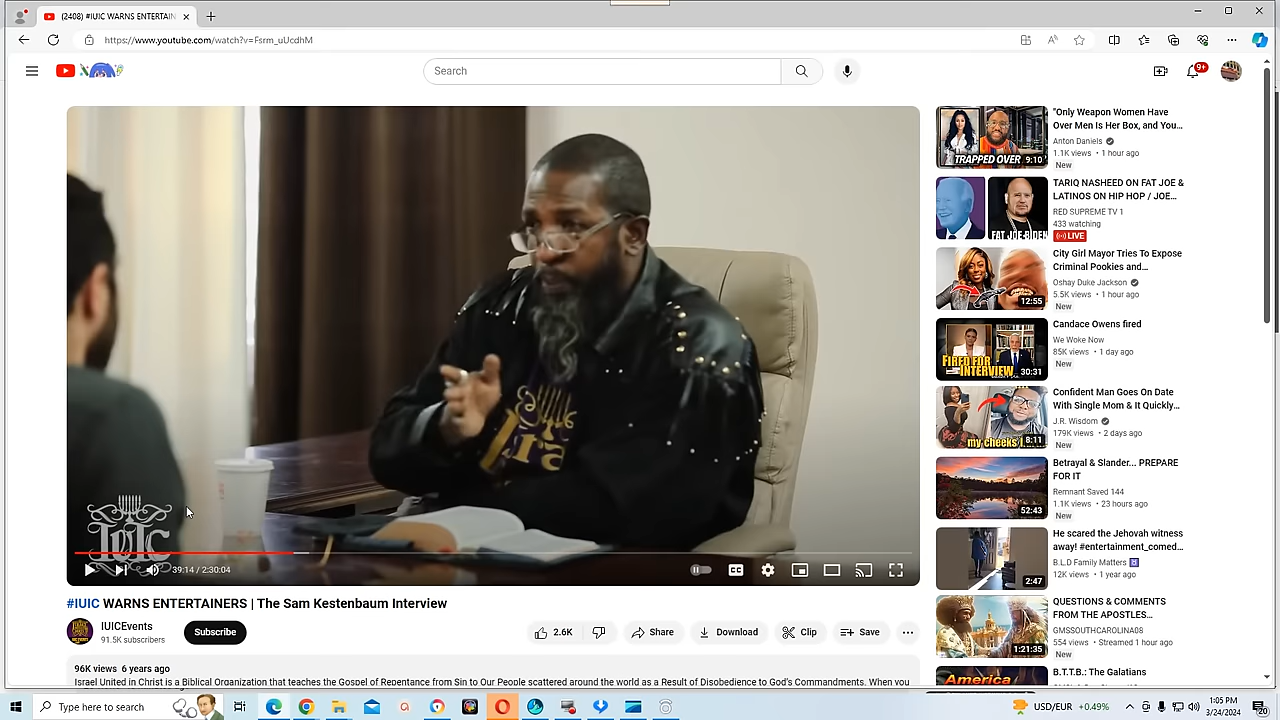 (2408) #IUIC WARNS ENTERTAIN
https://www.youtube.com/watch?v=Fsrm_uUcdhM
Search
9+
IUIC
39:14 / 2:30:04
CC
#IUIC WARNS ENTERTAINERS | The Sam Kestenbaum Interview
IUICEvents
91.5K subscribers
Subscribe
2.6K
Share
Download
Clip
Save
96K views 6 years ago
Israel United in Christ is a Biblical Organization that
of Repentance from Sin to Our People scattered around the world as a Result of Disobedience to God's Commandments. When you
TRAPPED OVER 9:10
"Only Weapon Women Have
Over Men Is Her Box, and You...
Anton Daniels
1.1K views • 1 hour ago
New
FAT JOE-BIDEN
TARIQ NASHEED ON FAT JOE &
LATINOS ON HIP HOP / JOE...
RED SUPREME TV 1
433 watching
LIVE
12:55
City Girl Mayor Tries To Expose
Criminal Pookies and...
Oshay Duke Jackson
5.5K views • 1 hour ago
New
FIRED FOR
INTERVIEW 30:31
Candace Owens fired
We Woke Now
85K views • 1 day ago
New
my cheeks 8:11
Confident Man Goes On Date
With Single Mom & It Quickly...
J.R. Wisdom
179K views • 2 days ago
New
52:43
Betrayal & Slander... PREPARE
FOR IT
Remnant Saved 144
1.1K views • 23 hours ago
New
2:47
He scared the Jehovah witness
away! #entertainment_comed...
B.L.D Family Matters
12K views • 1 year ago
1:21:35
QUESTIONS & COMMENTS
FROM THE APOSTLES...
GMSSOUTHCAROLINA08
554 views • Streamed 1 hour ago
New
America
B.T.T.B.: The Galatians
Type here to search
USD/EUR +0.49%
1:05 PM
3/24/2024
20